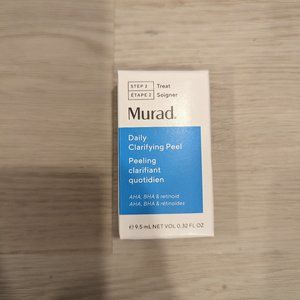 STEP 2 Treat
ÉTAPE 2 Soigner
Murad.
Daily
Clarifying Peel
Peeling
clarifiant
quotidien
AHA, BHA & retinoid
AHA, BHA & rétinoïdes
℮ 9.5 mL NET VOL 0.32 FL OZ